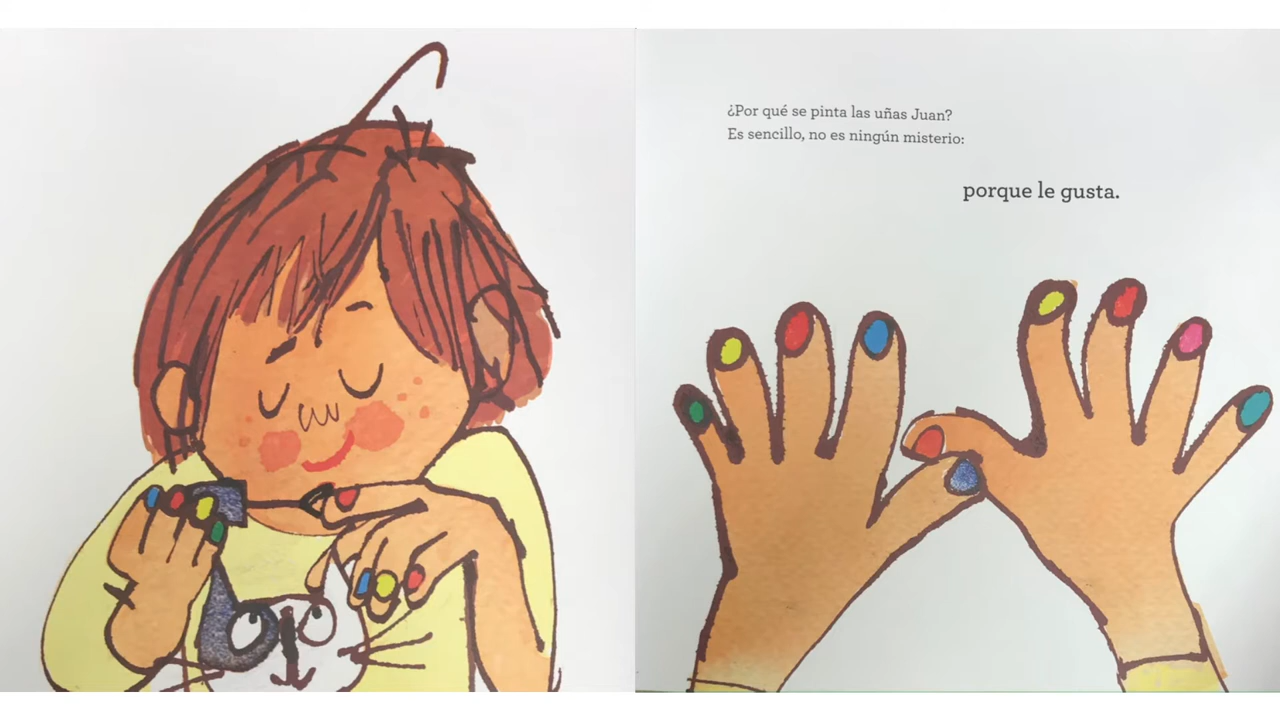 ¿Por qué se pinta las uñas Juan?
Es sencillo, no es ningún misterio:
porque le gusta.